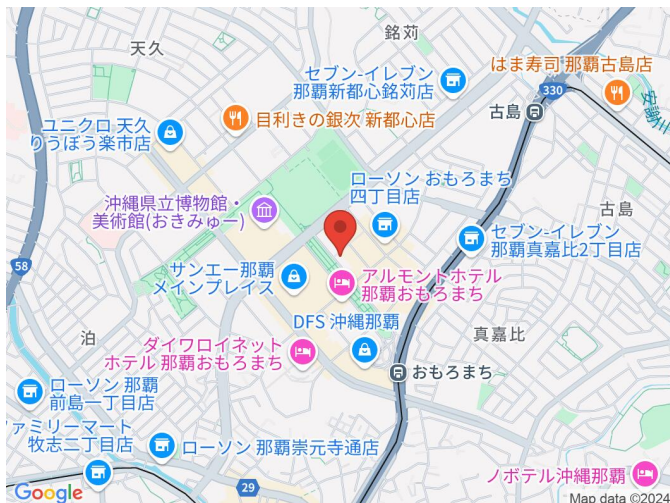 天久
銘苅
セブン-イレブン
那覇新都心銘苅店
はま寿司 那覇古島店
330
安謝川
目利きの銀次 新都心店
古島
ユニクロ 天久
りうぼう楽市店
ローソン おもろまち
四丁目店
沖縄県立博物館・
美術館(おきみゅー)
古島
セブン-イレブン
那覇真嘉比2丁目店
58
サンエー那覇
メインプレイス
アルモントホテル
那覇おもろまち
DFS 沖縄那覇
泊
真嘉比
ダイワロイネット
ホテル 那覇おもろまち
おもろまち
ローソン 那覇
前島一丁目店
ファミリーマート
牧志二丁目店
ローソン 那覇崇元寺通店
29
ノボテル沖縄那覇
Google
Map data ©2024